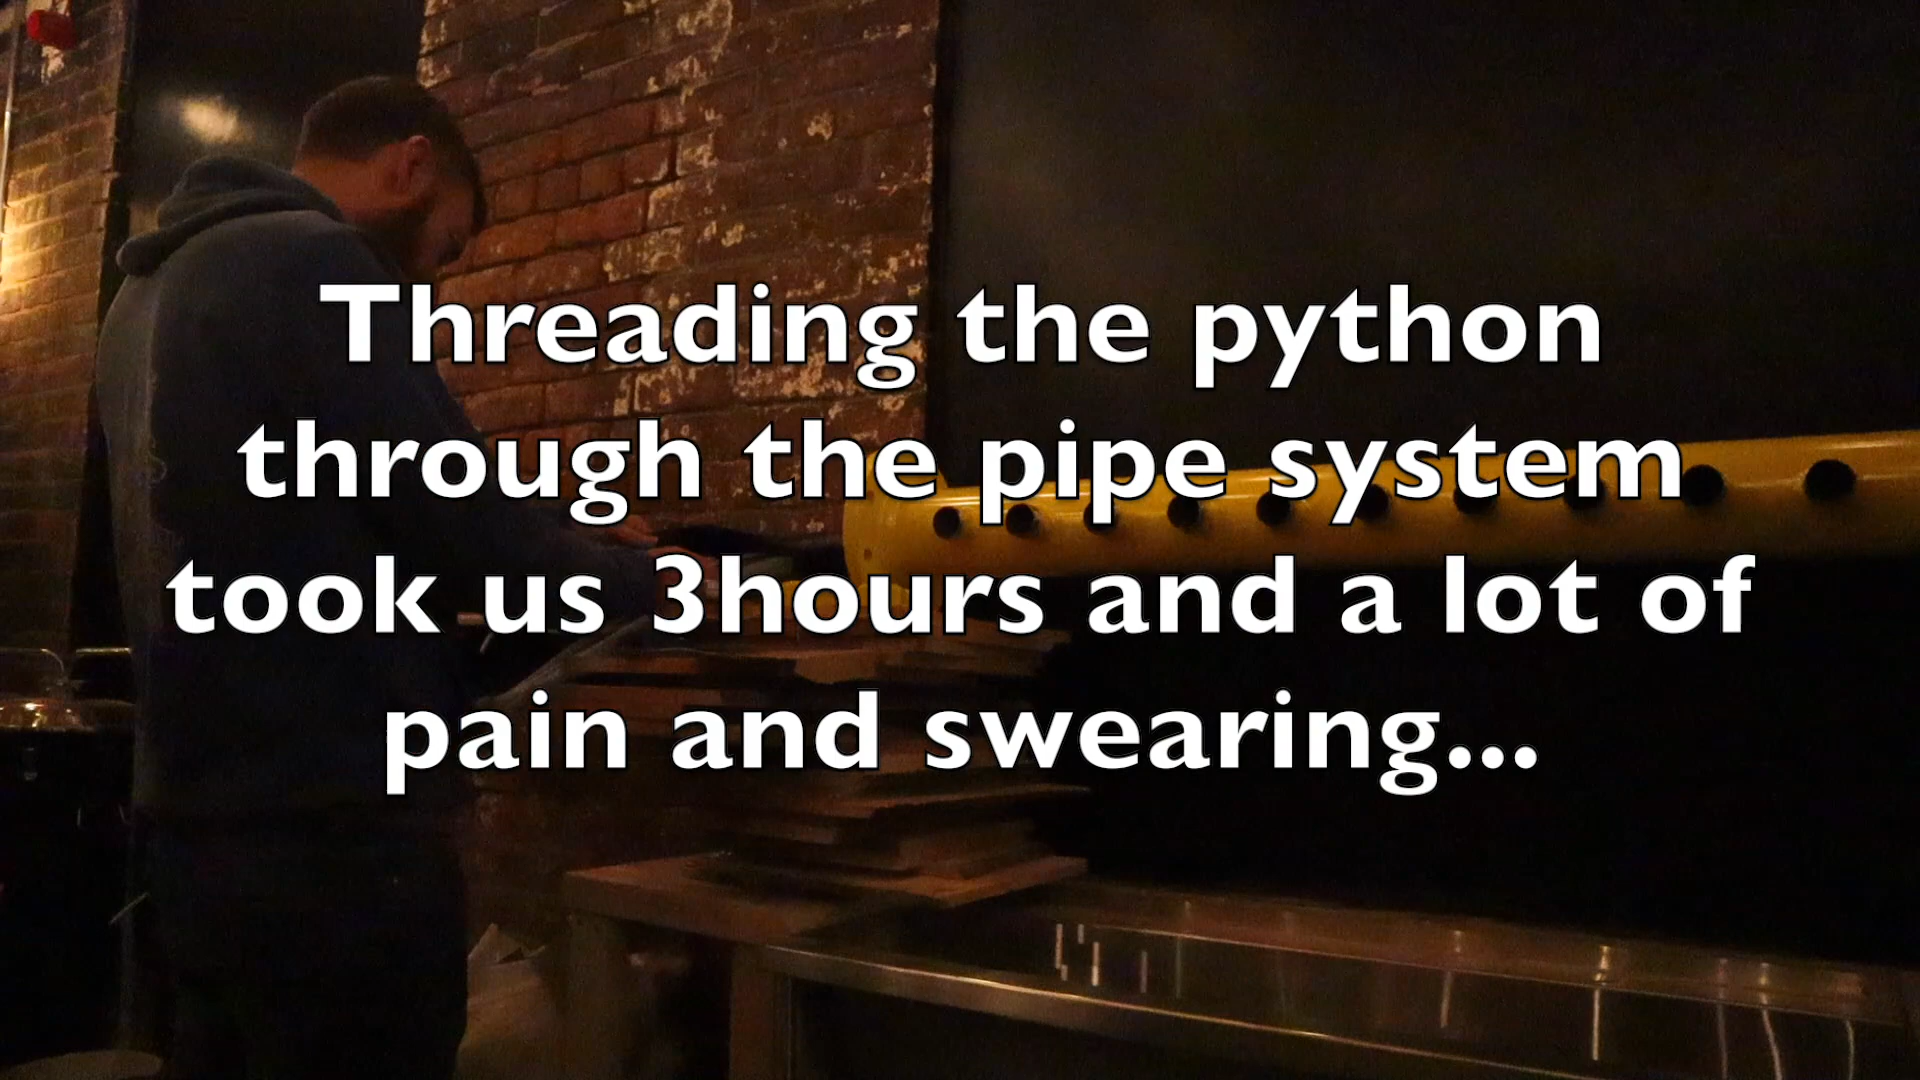 Threading the python
through the pipe system
took us 3hours and a lot of
pain and swearing...